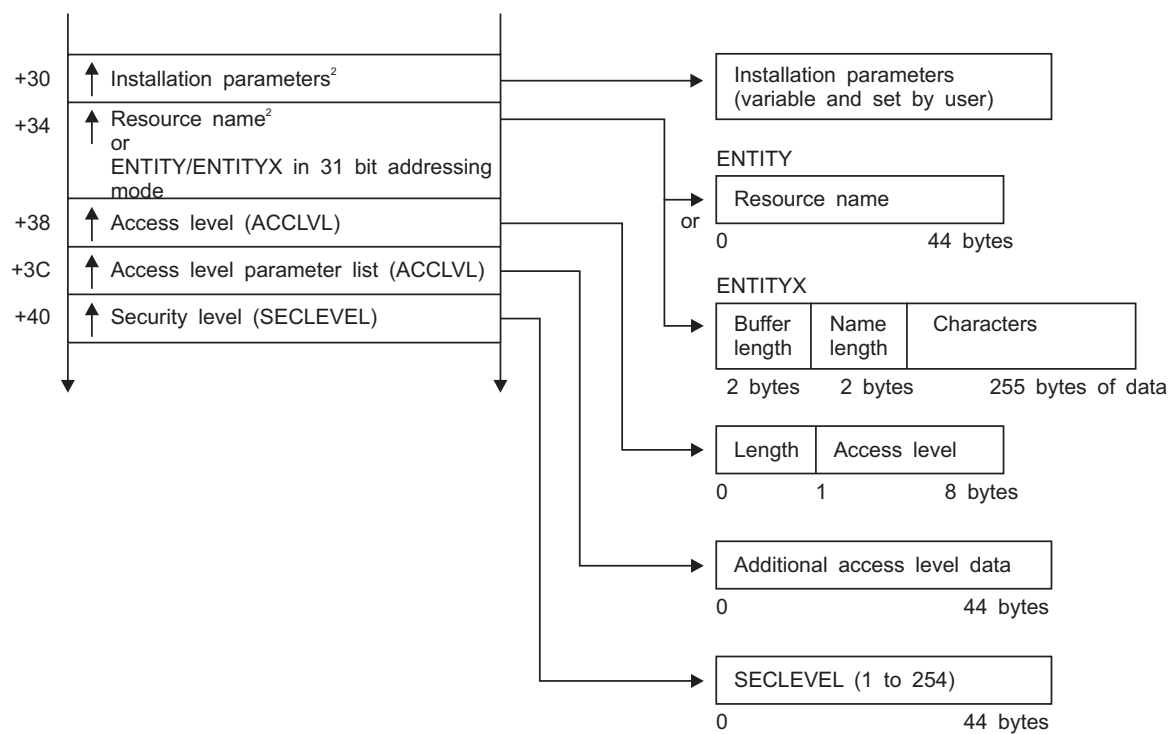 +30
Installation parameters²
+34
Resource name²
or
ENTITY/ENTITYX in 31 bit addressing
mode
+38
Access level (ACCLVL)
+3C
Access level parameter list (ACCLVL)
+40
Security level (SECLEVEL)
Installation parameters
(variable and set by user)
ENTITY
Resource name
or
0 44 bytes
ENTITYX
Buffer
length
Name
length
Characters
2 bytes 2 bytes 255 bytes of data
Length Access level
0 1 8 bytes
Additional access level data
0 44 bytes
SECLEVEL (1 to 254)
0 44 bytes